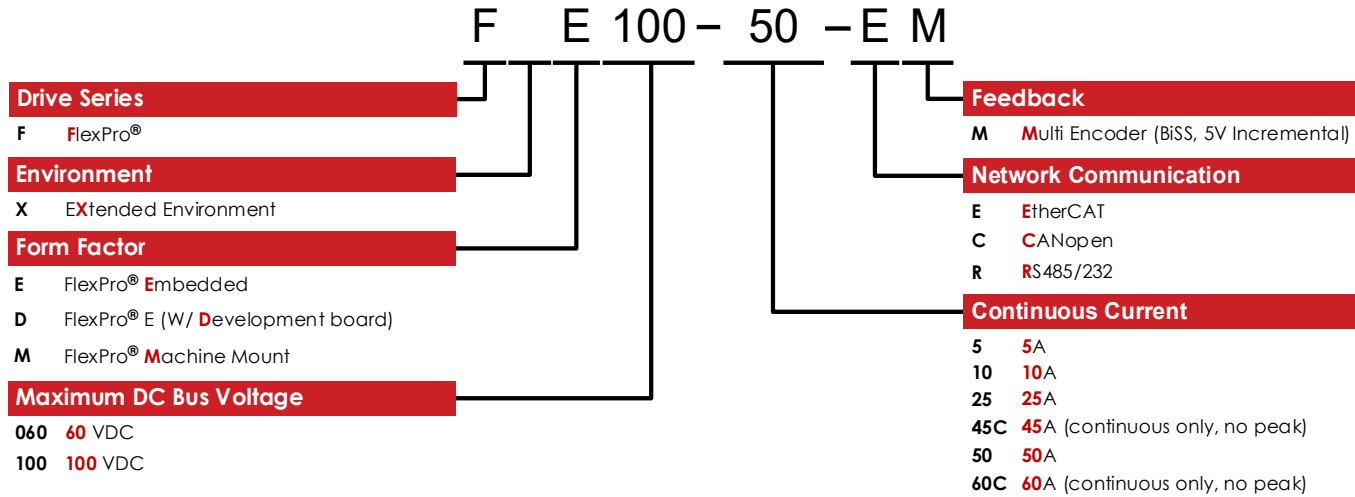 F E 100 – 50 – E M
Drive Series
F FlexPro®
Environment
X EXtended Environment
Form Factor
E FlexPro® Embedded
D FlexPro® E (W/ Development board)
M FlexPro® Machine Mount
Maximum DC Bus Voltage
060 60 VDC
100 100 VDC
Feedback
M Multi Encoder (BiSS, 5V Incremental)
Network Communication
E EtherCAT
C CANopen
R RS485/232
Continuous Current
5 5A
10 10A
25 25A
45C 45A (continuous only, no peak)
50 50A
60C 60A (continuous only, no peak)